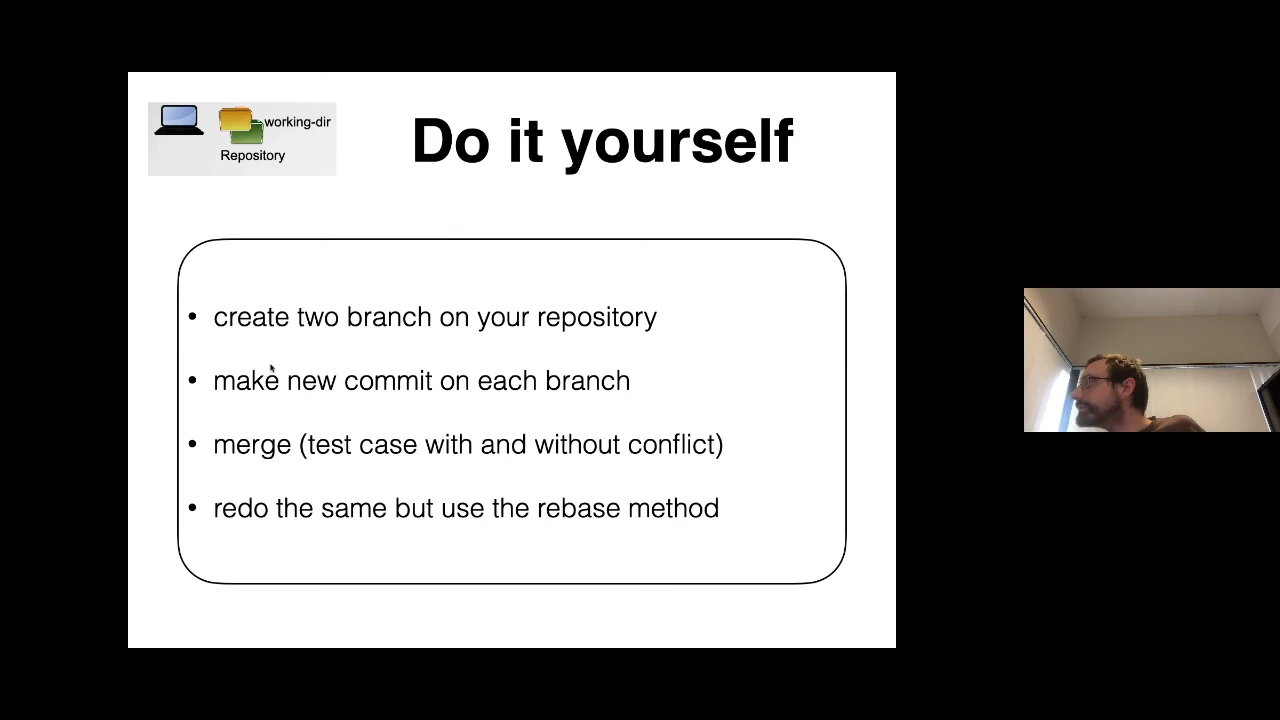 working-dir
Repository
Do it yourself
• create two branch on your repository
• make new commit on each branch
• merge (test case with and without conflict)
• redo the same but use the rebase method